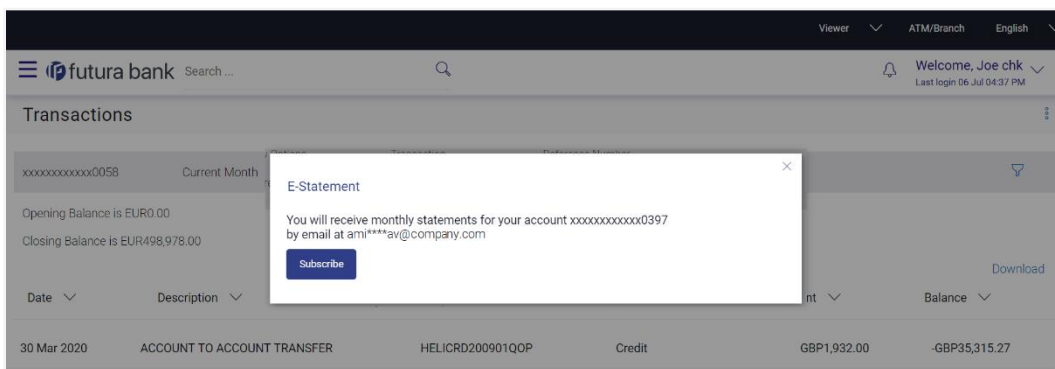 Viewer ATM/Branch English
futura bank Search ... Welcome, Joe chk
Last login 06 Jul 04:37 PM
Transactions
xxxxxxxxxxxx0058 Current Month
E-Statement
You will receive monthly statements for your account xxxxxxxxxxxx0397
by email at ami****av@company.com
Subscribe
Opening Balance is EUR0.00
Closing Balance is EUR498,978.00
Download
Date Description nt Balance
30 Mar 2020 ACCOUNT TO ACCOUNT TRANSFER HELICRD200901QOP Credit GBP1,932.00 -GBP35,315.27